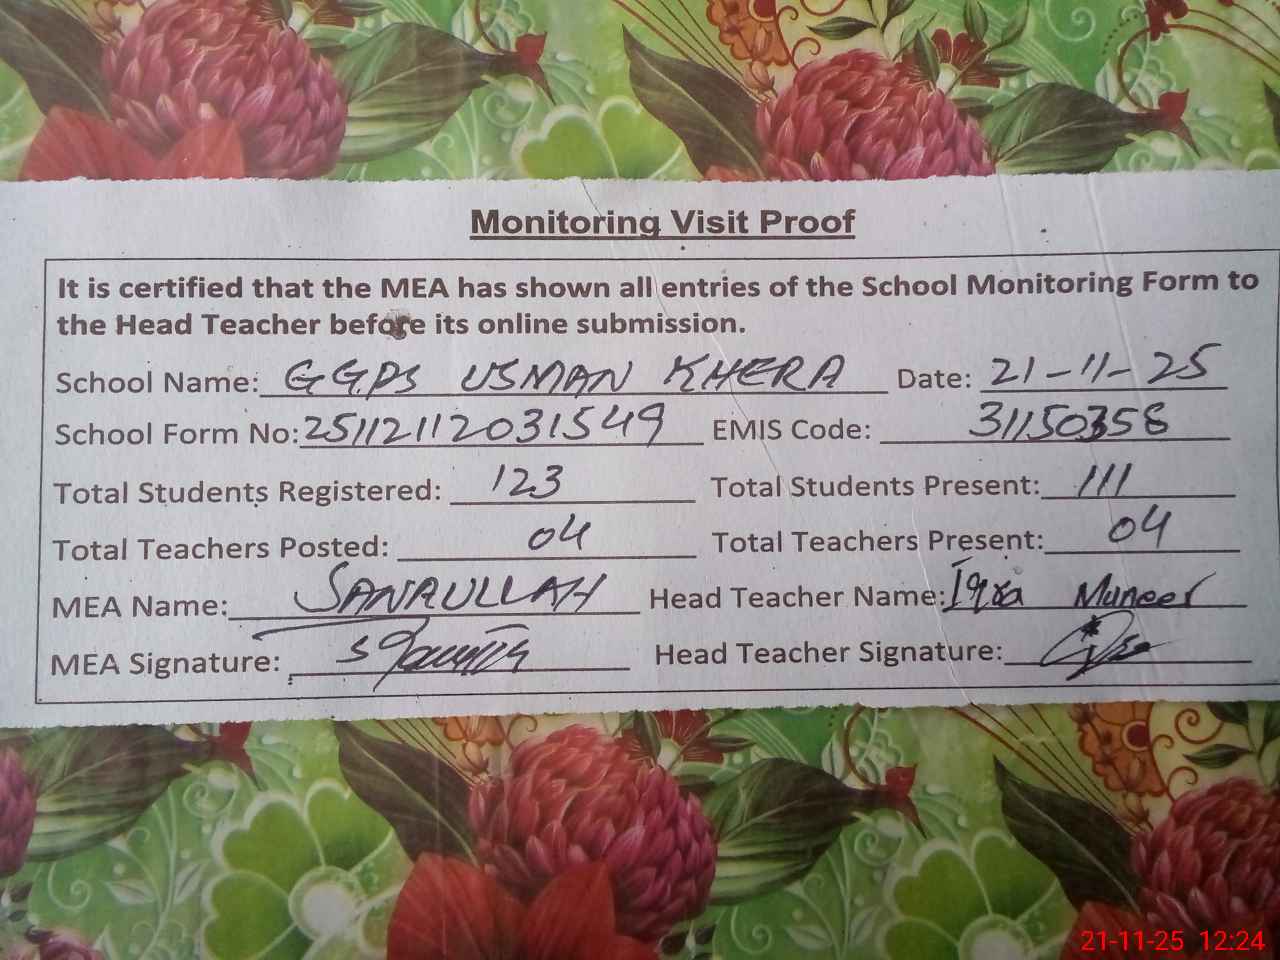 Monitoring Visit Proof
It is certified that the MEA has shown all entries of the School Monitoring Form to
the Head Teacher before its online submission.
School Name: GGPS USMAN KHERA Date: 21-11-25
School Form No: 25112112031549 EMIS Code: 31150358
Total Students Registered: 123 Total Students Present: 111
Total Teachers Posted: 04 Total Teachers Present: 04
MEA Name: SANAULLAH Head Teacher Name: Iqra Muneer
MEA Signature: Head Teacher Signature:
21-11-25 12:24